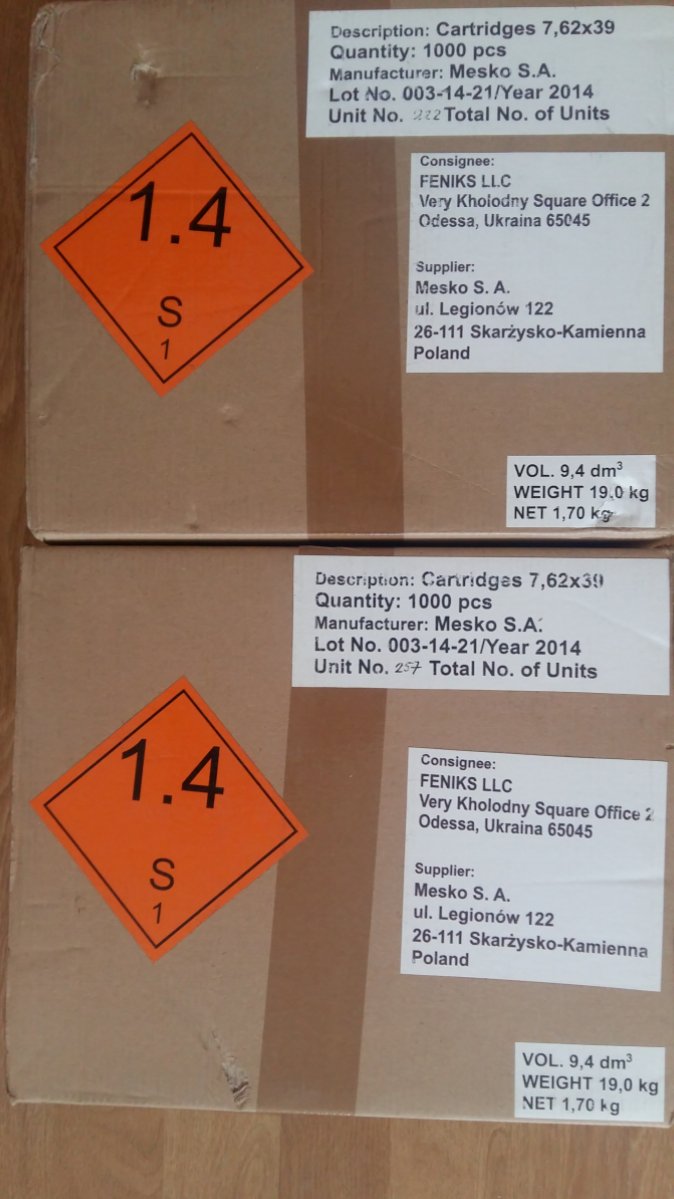 Description: Cartridges 7,62x39
Quantity: 1000 pcs
Manufacturer: Mesko S.A.
Lot No. 003-14-21/Year 2014
Unit No. 222 Total No. of Units
1.4
S
1
Consignee:
FENIKS LLC
Very Kholodny Square Office 2
Odessa, Ukraina 65045
Supplier:
Mesko S. A.
ul. Legionów 122
26-111 Skarżysko-Kamienna
Poland
VOL. 9,4 dm³
WEIGHT 19.0 kg
NET 1,70 kg
Description: Cartridges 7,62x39
Quantity: 1000 pcs
Manufacturer: Mesko S.A.
Lot No. 003-14-21/Year 2014
Unit No. 257 Total No. of Units
1.4
S
1
Consignee:
FENIKS LLC
Very Kholodny Square Office 2
Odessa, Ukraina 65045
Supplier:
Mesko S. A.
ul. Legionów 122
26-111 Skarżysko-Kamienna
Poland
VOL. 9,4 dm³
WEIGHT 19,0 kg
NET 1,70 kg